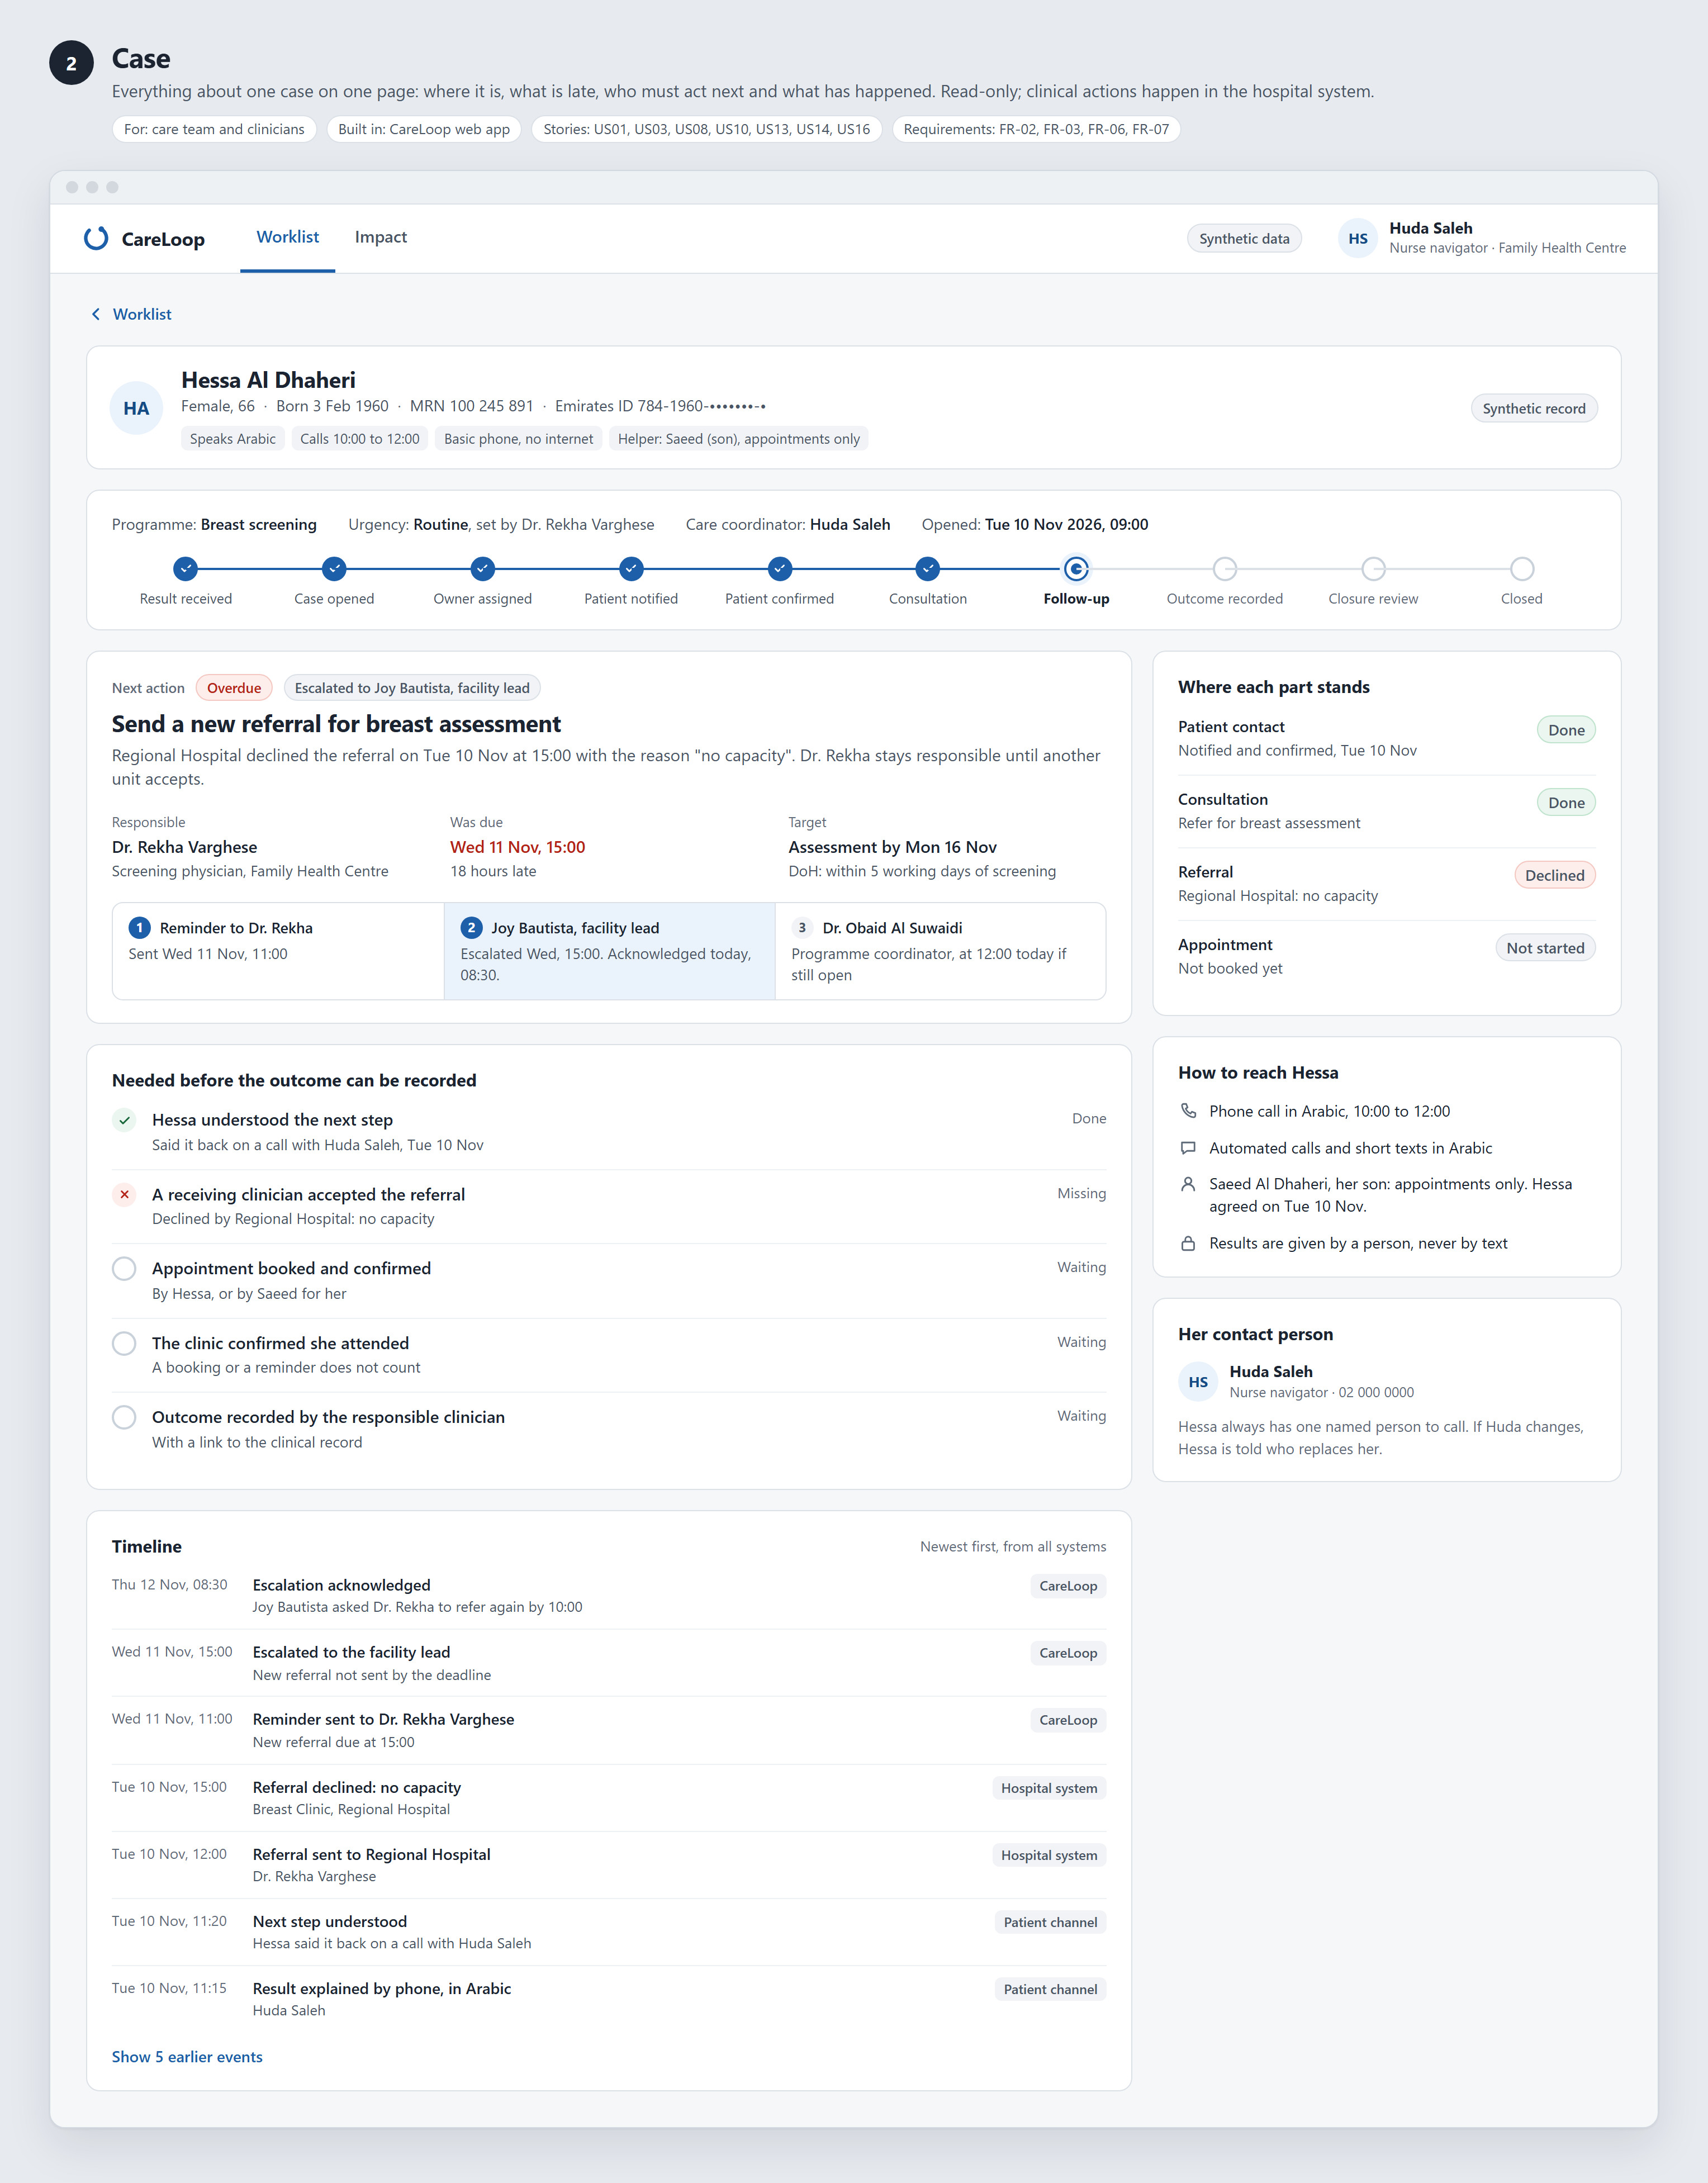 2
Case
Everything about one case on one page: where it is, what is late, who must act next and what has happened. Read-only; clinical actions happen in the hospital system.
For: care team and clinicians
Built in: CareLoop web app
Stories: US01, US03, US08, US10, US13, US14, US16
Requirements: FR-02, FR-03, FR-06, FR-07
CareLoop
Worklist
Impact
Synthetic data
HS
Huda Saleh
Nurse navigator · Family Health Centre
Worklist
HA
Hessa Al Dhaheri
Female, 66 · Born 3 Feb 1960 · MRN 100 245 891 · Emirates ID 784-1960-•••••••-•
Speaks Arabic
Calls 10:00 to 12:00
Basic phone, no internet
Helper: Saeed (son), appointments only
Synthetic record
Programme: Breast screening
Urgency: Routine, set by Dr. Rekha Varghese
Care coordinator: Huda Saleh
Opened: Tue 10 Nov 2026, 09:00
Result received
Case opened
Owner assigned
Patient notified
Patient confirmed
Consultation
Follow-up
Outcome recorded
Closure review
Closed
Next action
Overdue
Escalated to Joy Bautista, facility lead
Send a new referral for breast assessment
Regional Hospital declined the referral on Tue 10 Nov at 15:00 with the reason "no capacity". Dr. Rekha stays responsible until another
unit accepts.
Responsible
Dr. Rekha Varghese
Screening physician, Family Health Centre
Was due
Wed 11 Nov, 15:00
18 hours late
Target
Assessment by Mon 16 Nov
DoH: within 5 working days of screening
1 Reminder to Dr. Rekha
Sent Wed 11 Nov, 11:00
2 Joy Bautista, facility lead
Escalated Wed, 15:00. Acknowledged today,
08:30.
3 Dr. Obaid Al Suwaidi
Programme coordinator, at 12:00 today if
still open
Where each part stands
Patient contact
Notified and confirmed, Tue 10 Nov
Done
Consultation
Refer for breast assessment
Done
Referral
Regional Hospital: no capacity
Declined
Appointment
Not booked yet
Not started
Needed before the outcome can be recorded
Hessa understood the next step
Said it back on a call with Huda Saleh, Tue 10 Nov
Done
A receiving clinician accepted the referral
Declined by Regional Hospital: no capacity
Missing
Appointment booked and confirmed
By Hessa, or by Saeed for her
Waiting
The clinic confirmed she attended
A booking or a reminder does not count
Waiting
Outcome recorded by the responsible clinician
With a link to the clinical record
Waiting
How to reach Hessa
Phone call in Arabic, 10:00 to 12:00
Automated calls and short texts in Arabic
Saeed Al Dhaheri, her son: appointments only. Hessa
agreed on Tue 10 Nov.
Results are given by a person, never by text
Her contact person
HS
Huda Saleh
Nurse navigator · 02 000 0000
Hessa always has one named person to call. If Huda changes,
Hessa is told who replaces her.
Timeline
Newest first, from all systems
Thu 12 Nov, 08:30
Escalation acknowledged
Joy Bautista asked Dr. Rekha to refer again by 10:00
CareLoop
Wed 11 Nov, 15:00
Escalated to the facility lead
New referral not sent by the deadline
CareLoop
Wed 11 Nov, 11:00
Reminder sent to Dr. Rekha Varghese
New referral due at 15:00
CareLoop
Tue 10 Nov, 15:00
Referral declined: no capacity
Breast Clinic, Regional Hospital
Hospital system
Tue 10 Nov, 12:00
Referral sent to Regional Hospital
Dr. Rekha Varghese
Hospital system
Tue 10 Nov, 11:20
Next step understood
Hessa said it back on a call with Huda Saleh
Patient channel
Tue 10 Nov, 11:15
Result explained by phone, in Arabic
Huda Saleh
Patient channel
Show 5 earlier events